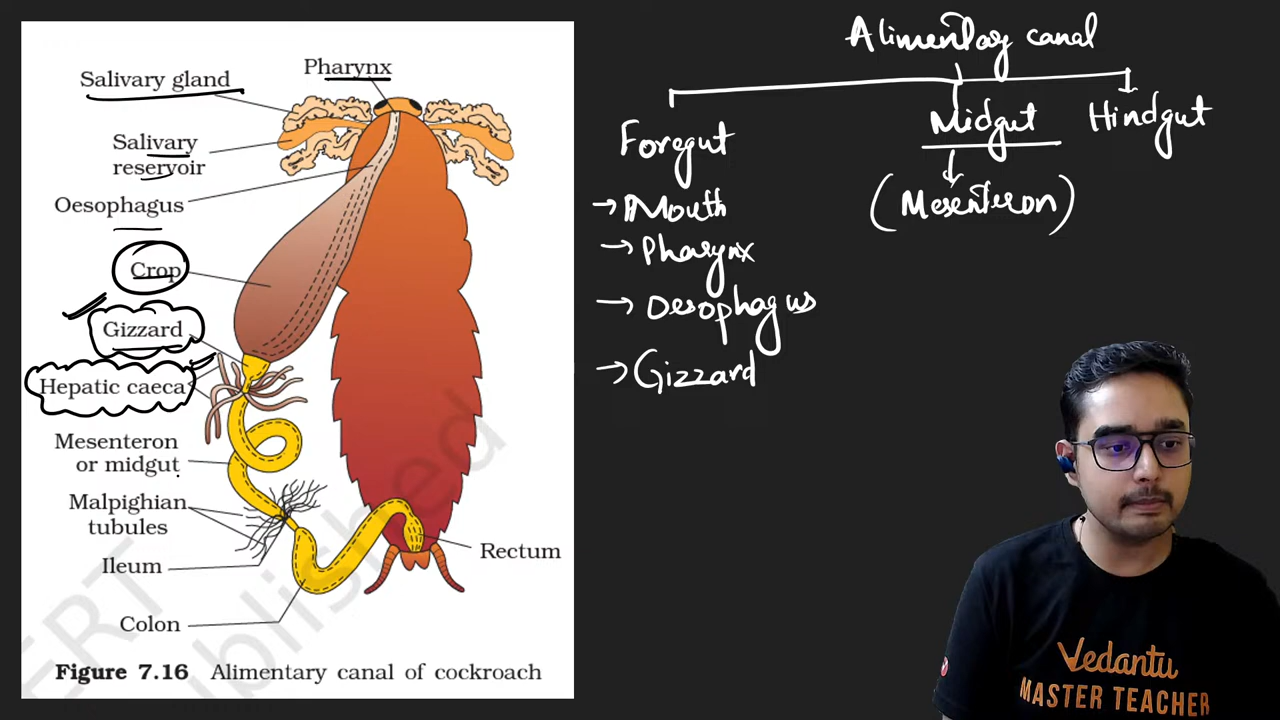 Salivary gland
Pharynx
Salivary
reservoir
Oesophagus
Crop
Gizzard
Hepatic caeca
Mesenteron
or midgut
Malpighian
tubules
Ileum
Colon
Rectum
Figure 7.16 Alimentary canal of cockroach
Alimentary canal
Foregut
Midgut
Hindgut
(Mesenteron)
→ Mouth
→ Pharynx
→ Oesophagus
→ Gizzard
Vedantu
MASTER TEACHER